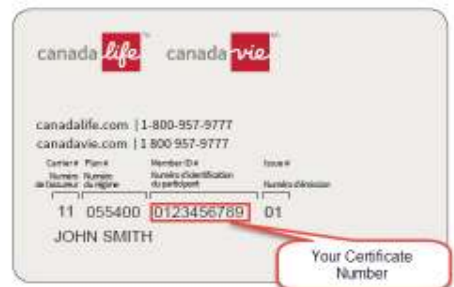 canada life™ canada vie™
canadalife.com | 1-800-957-9777
canadavie.com | 1 800 957-9777
Carrier# Plan# Member ID# Issue#
Numéro de l'assureur Numéro du régime Numéro d'identification du participant Numéro d'émission
11 055400 0123456789 01
JOHN SMITH
Your Certificate
Number